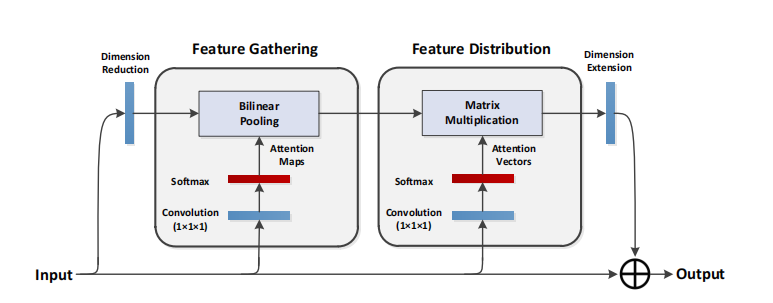 Feature Gathering
Feature Distribution
Dimension
Reduction
Dimension
Extension
Bilinear
Pooling
Matrix
Multiplication
Attention
Maps
Attention
Vectors
Softmax
Softmax
Convolution
(1×1×1)
Convolution
(1×1×1)
Input
Output